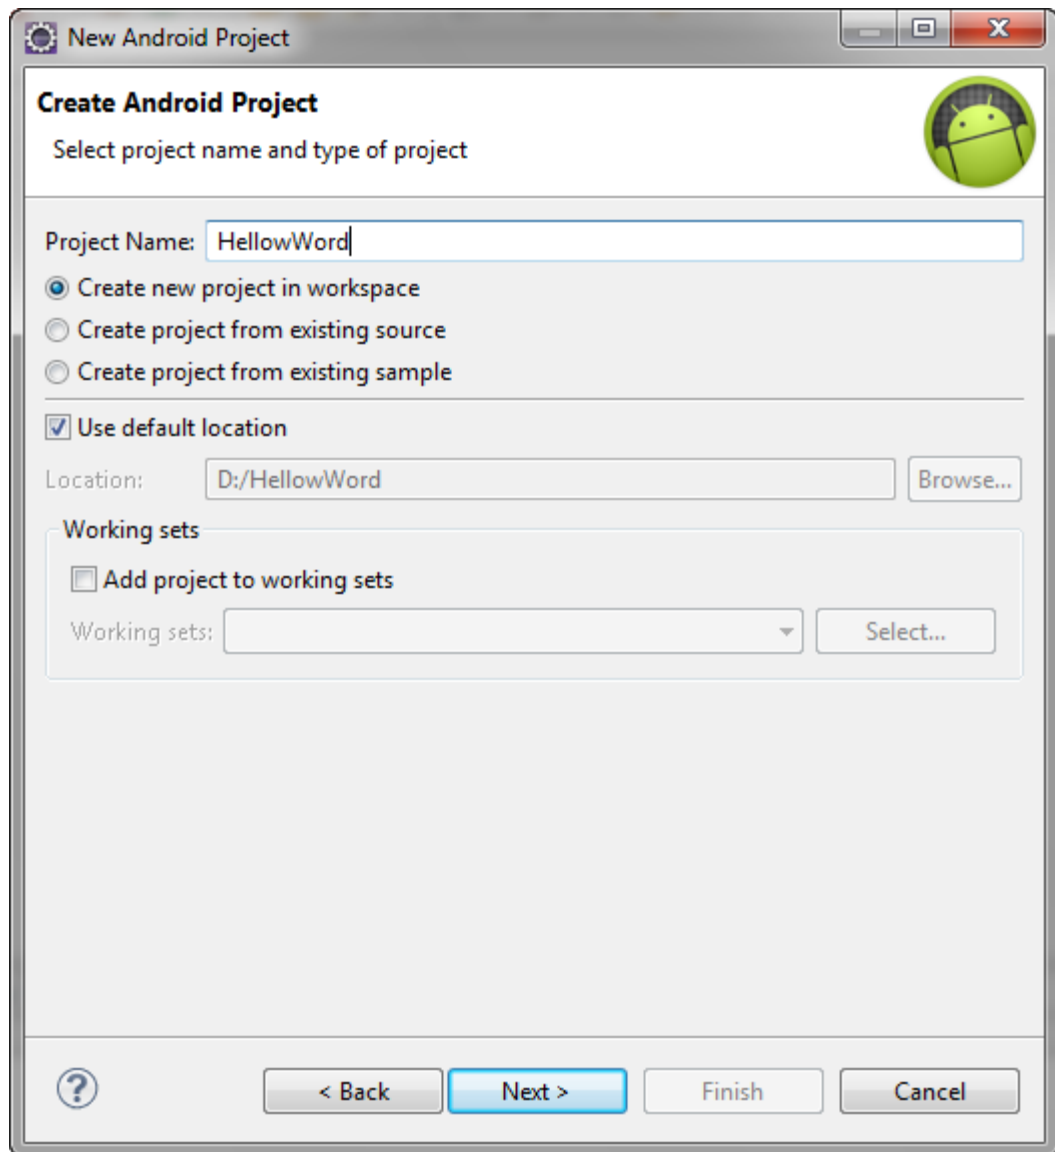 New Android Project
Create Android Project
Select project name and type of project
Project Name: HellowWord
Create new project in workspace
Create project from existing source
Create project from existing sample
Use default location
Location: D:/HellowWord Browse...
Working sets
Add project to working sets
Working sets: Select...
? < Back Next > Finish Cancel